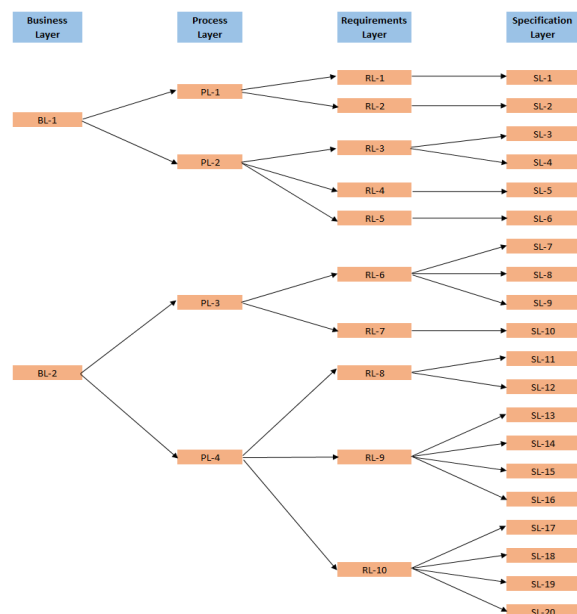 Business
Layer
Process
Layer
Requirements
Layer
Specification
Layer
BL-1
BL-2
PL-1
PL-2
PL-3
PL-4
RL-1
RL-2
RL-3
RL-4
RL-5
RL-6
RL-7
RL-8
RL-9
RL-10
SL-1
SL-2
SL-3
SL-4
SL-5
SL-6
SL-7
SL-8
SL-9
SL-10
SL-11
SL-12
SL-13
SL-14
SL-15
SL-16
SL-17
SL-18
SL-19
SL-20